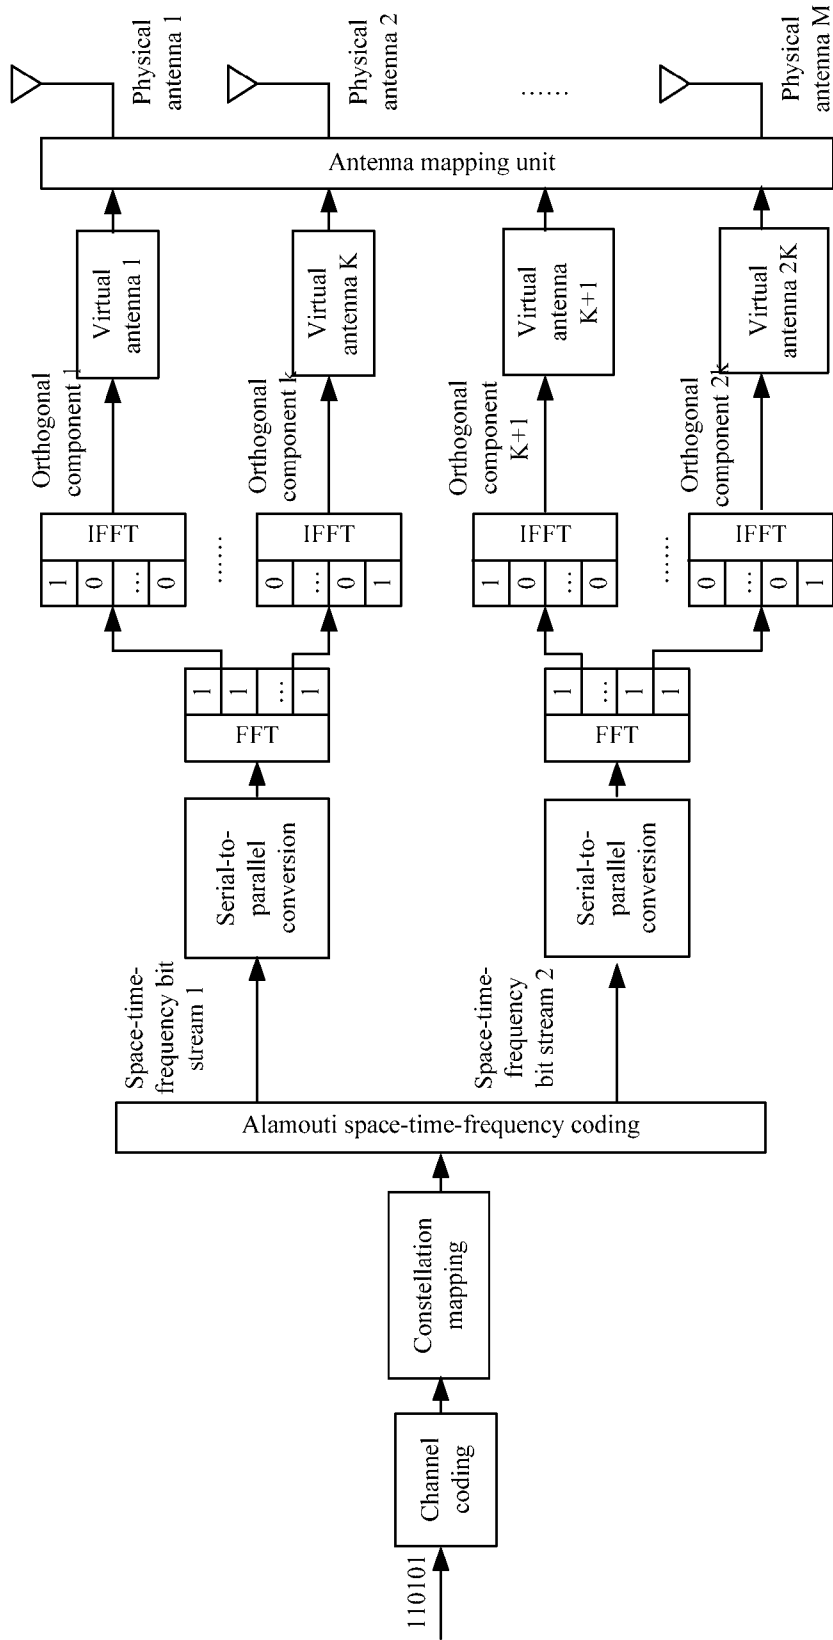 110101
Channel
coding
Constellation
mapping
Alamouti space-time-frequency coding
Space-time-
frequency bit
stream 1
Serial-to-
parallel
conversion
FFT
1
1
...
1
1
0
...
0
IFFT
Orthogonal
component 1
Virtual
antenna 1
......
0
...
0
1
IFFT
Orthogonal
component k
Virtual
antenna K
Space-time-
frequency
bit stream 2
Serial-to-
parallel
conversion
FFT
1
...
1
1
1
0
...
0
IFFT
Orthogonal
component
K+1
Virtual
antenna
K+1
......
0
...
0
1
IFFT
Orthogonal
component 2k
Virtual
antenna 2K
Antenna mapping unit
Physical
antenna 1
Physical
antenna 2
......
Physical
antenna M